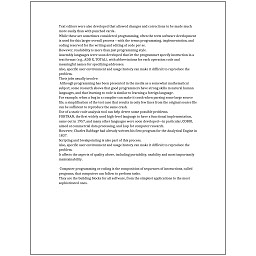 Text editors were also developed that allowed changes and corrections to be made much
more easily than with punched cards.
While these are sometimes considered programming, often the term software development
is used for this larger overall process – with the terms programming, implementation, and
coding reserved for the writing and editing of code per se.
However, readability is more than just programming style.
Assembly languages were soon developed that let the programmer specify instruction in a
text format (e.g., ADD X, TOTAL), with abbreviations for each operation code and
meaningful names for specifying addresses.
Also, specific user environment and usage history can make it difficult to reproduce the
problem.
Their jobs usually involve:
Although programming has been presented in the media as a somewhat mathematical
subject, some research shows that good programmers have strong skills in natural human
languages, and that learning to code is similar to learning a foreign language.
For example, when a bug in a compiler can make it crash when parsing some large source
file, a simplification of the test case that results in only few lines from the original source file
can be sufficient to reproduce the same crash.
Use of a static code analysis tool can help detect some possible problems.
FORTRAN, the first widely used high-level language to have a functional implementation,
came out in 1957, and many other languages were soon developed—in particular, COBOL
aimed at commercial data processing, and Lisp for computer research.
However, Charles Babbage had already written his first program for the Analytical Engine in
1837.
Scripting and breakpointing is also part of this process.
Also, specific user environment and usage history can make it difficult to reproduce the
problem.
It affects the aspects of quality above, including portability, usability and most importantly
maintainability.
Computer programming or coding is the composition of sequences of instructions, called
programs, that computers can follow to perform tasks.
They are the building blocks for all software, from the simplest applications to the most
sophisticated ones.